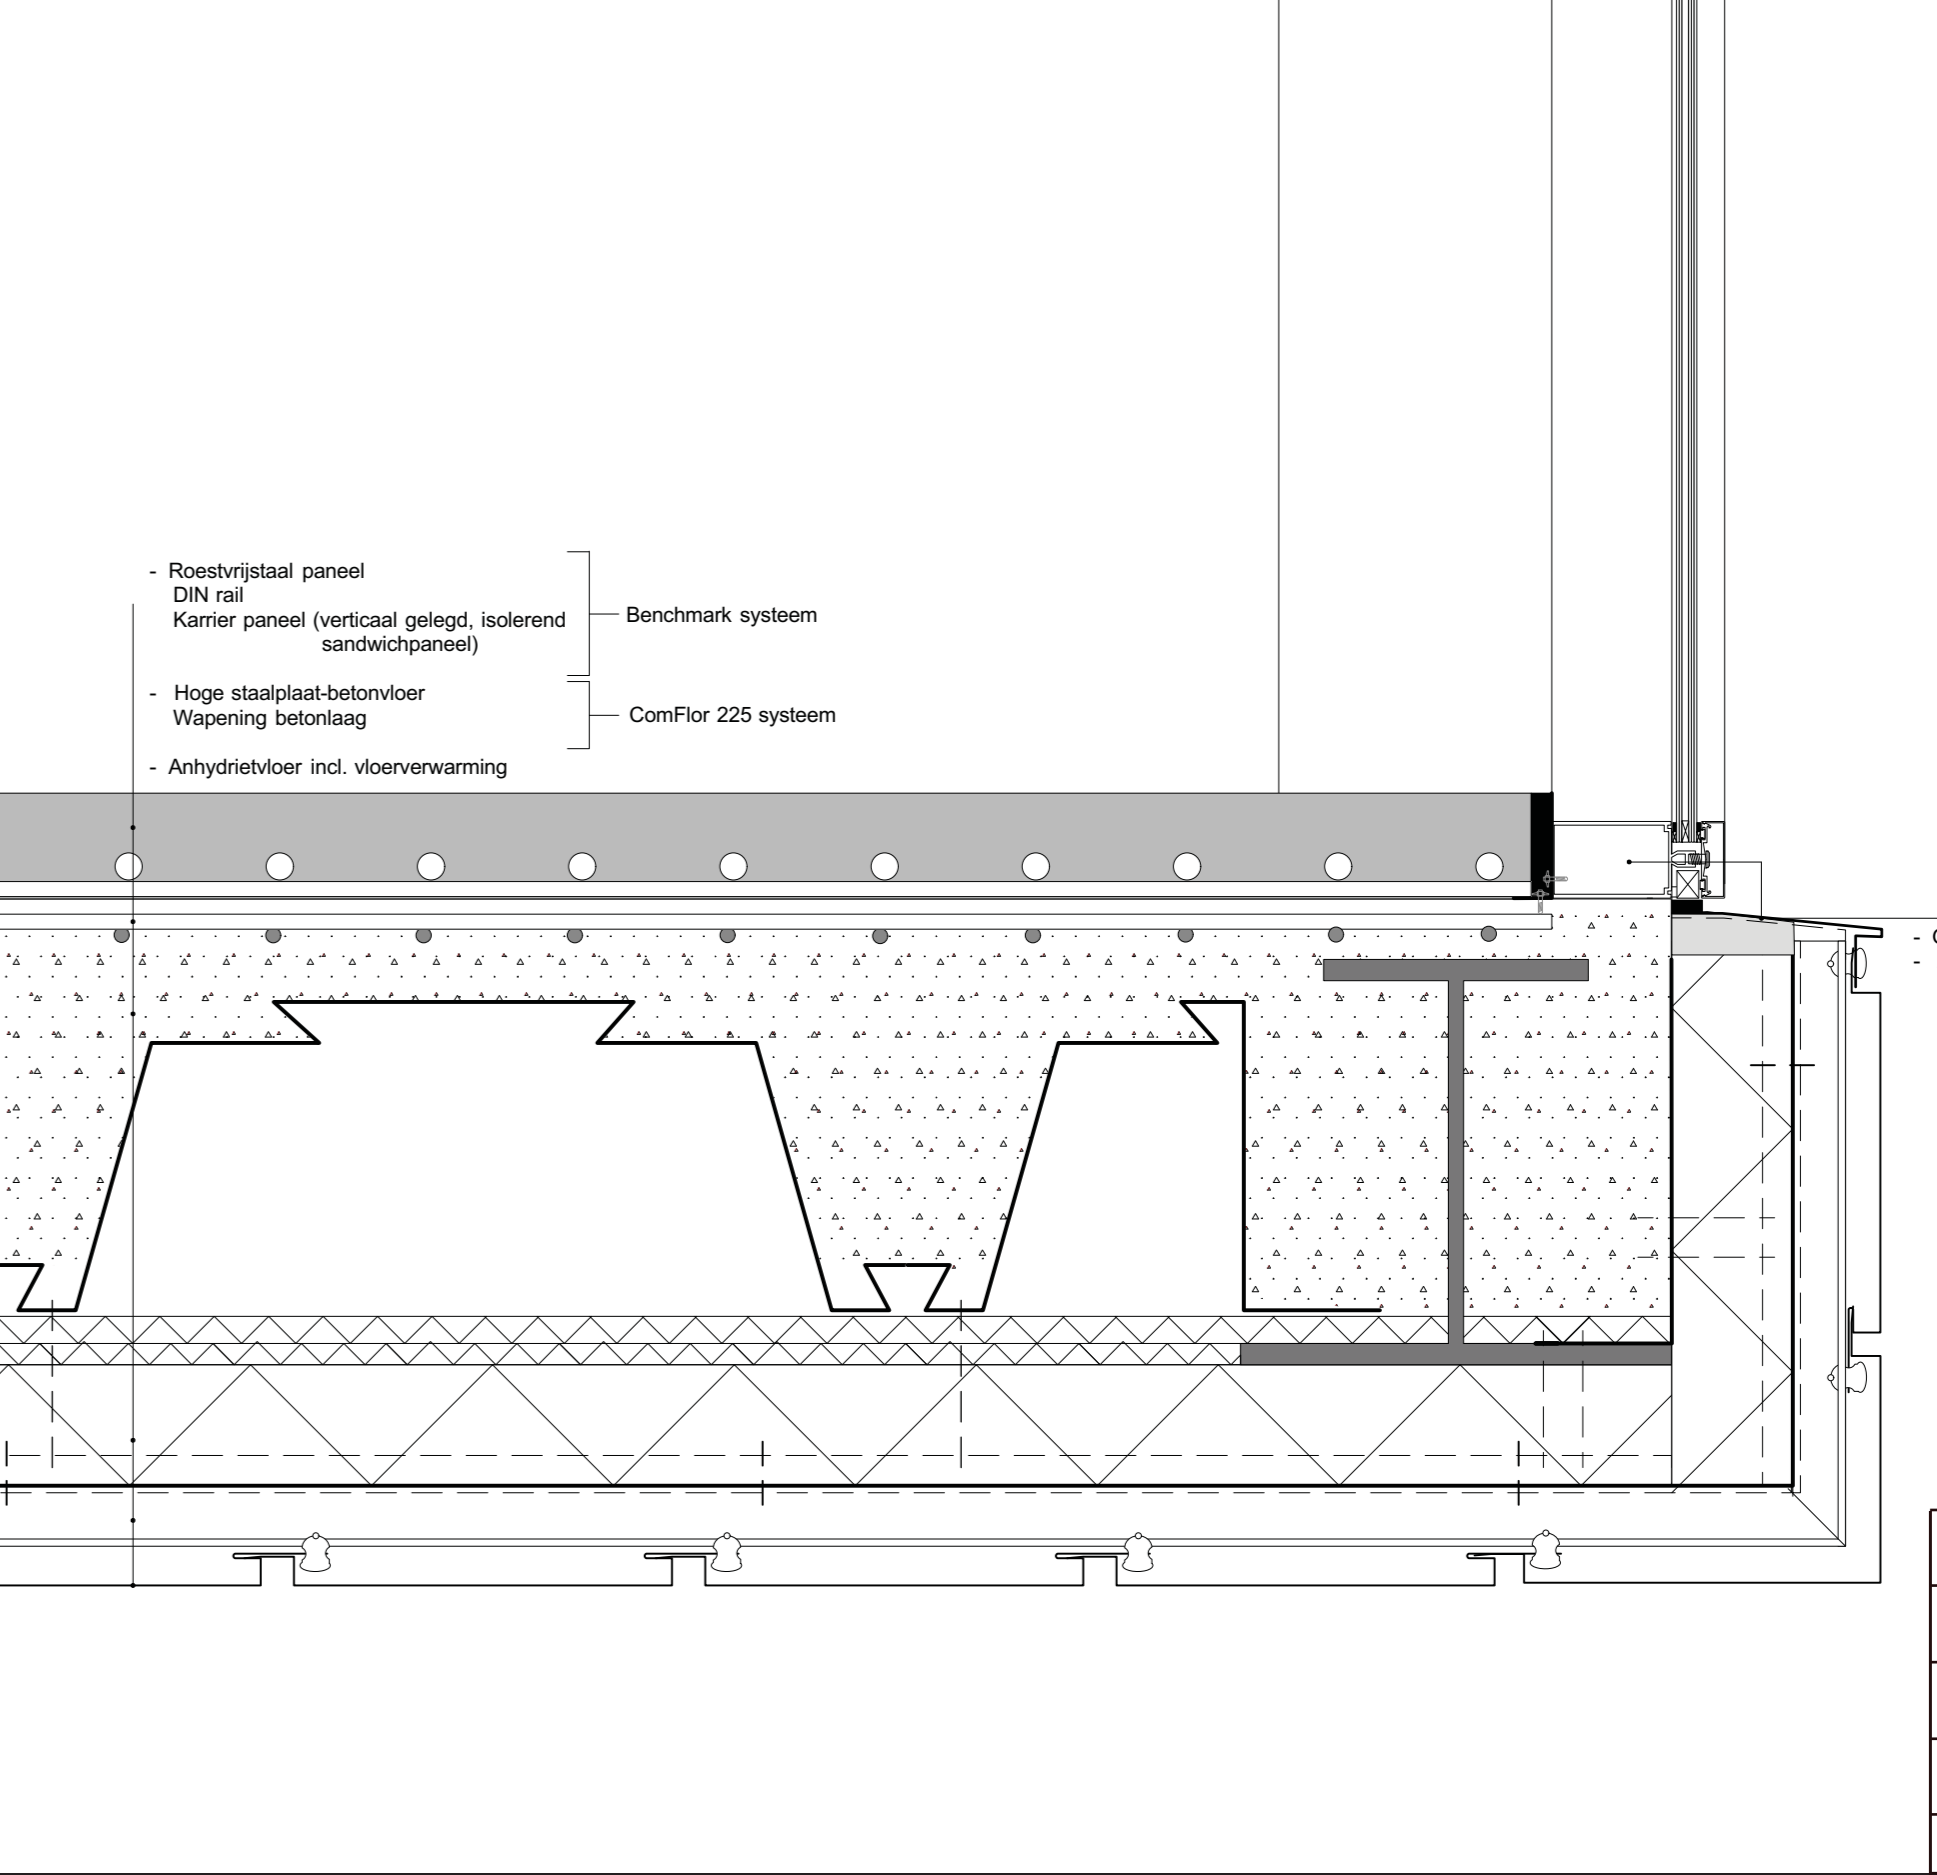 - Roestvrijstaal paneel
DIN rail
Karrier paneel (verticaal gelegd, isolerend
sandwichpaneel)
Benchmark systeem
- Hoge staalplaat-betonvloer
Wapening betonlaag
ComFlor 225 systeem
- Anhydrietvloer incl. vloerverwarming
-
-